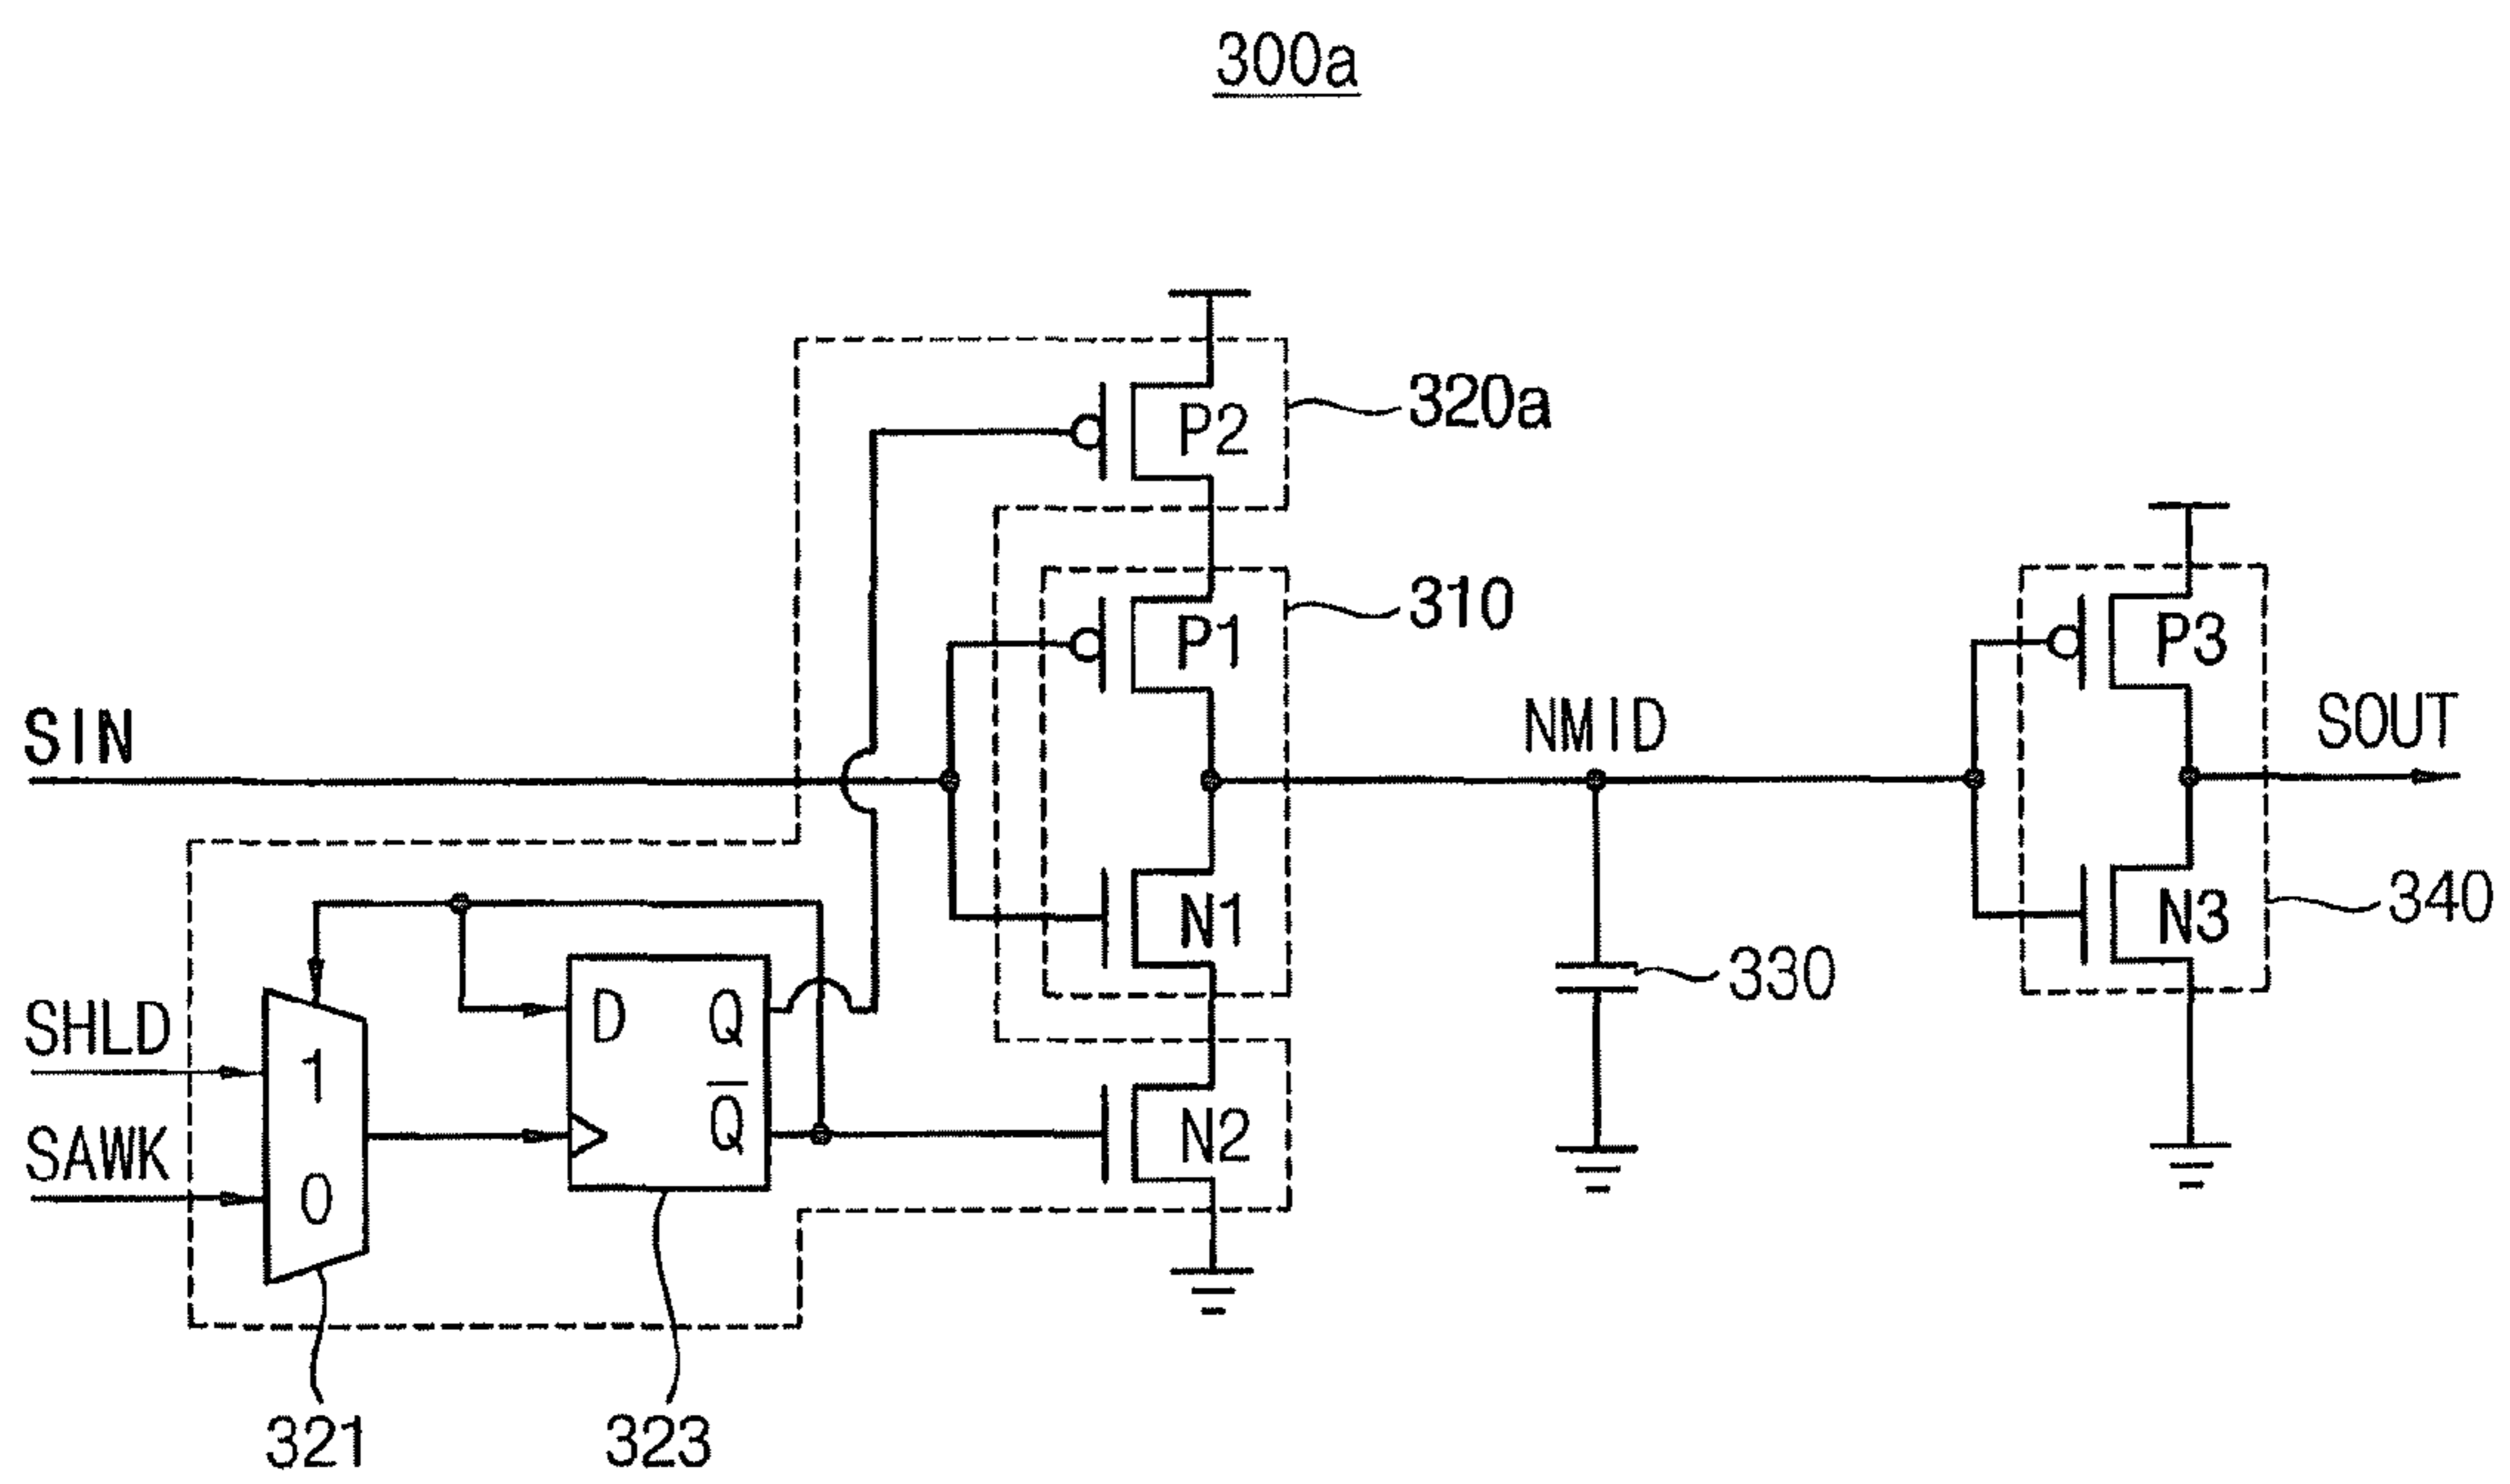 300a
P2
320a
P1
310
P3
SIN
NMID
SOUT
N1
N3
340
330
SHLD
1
D
Q
SAWK
0
Q̅
N2
321
323